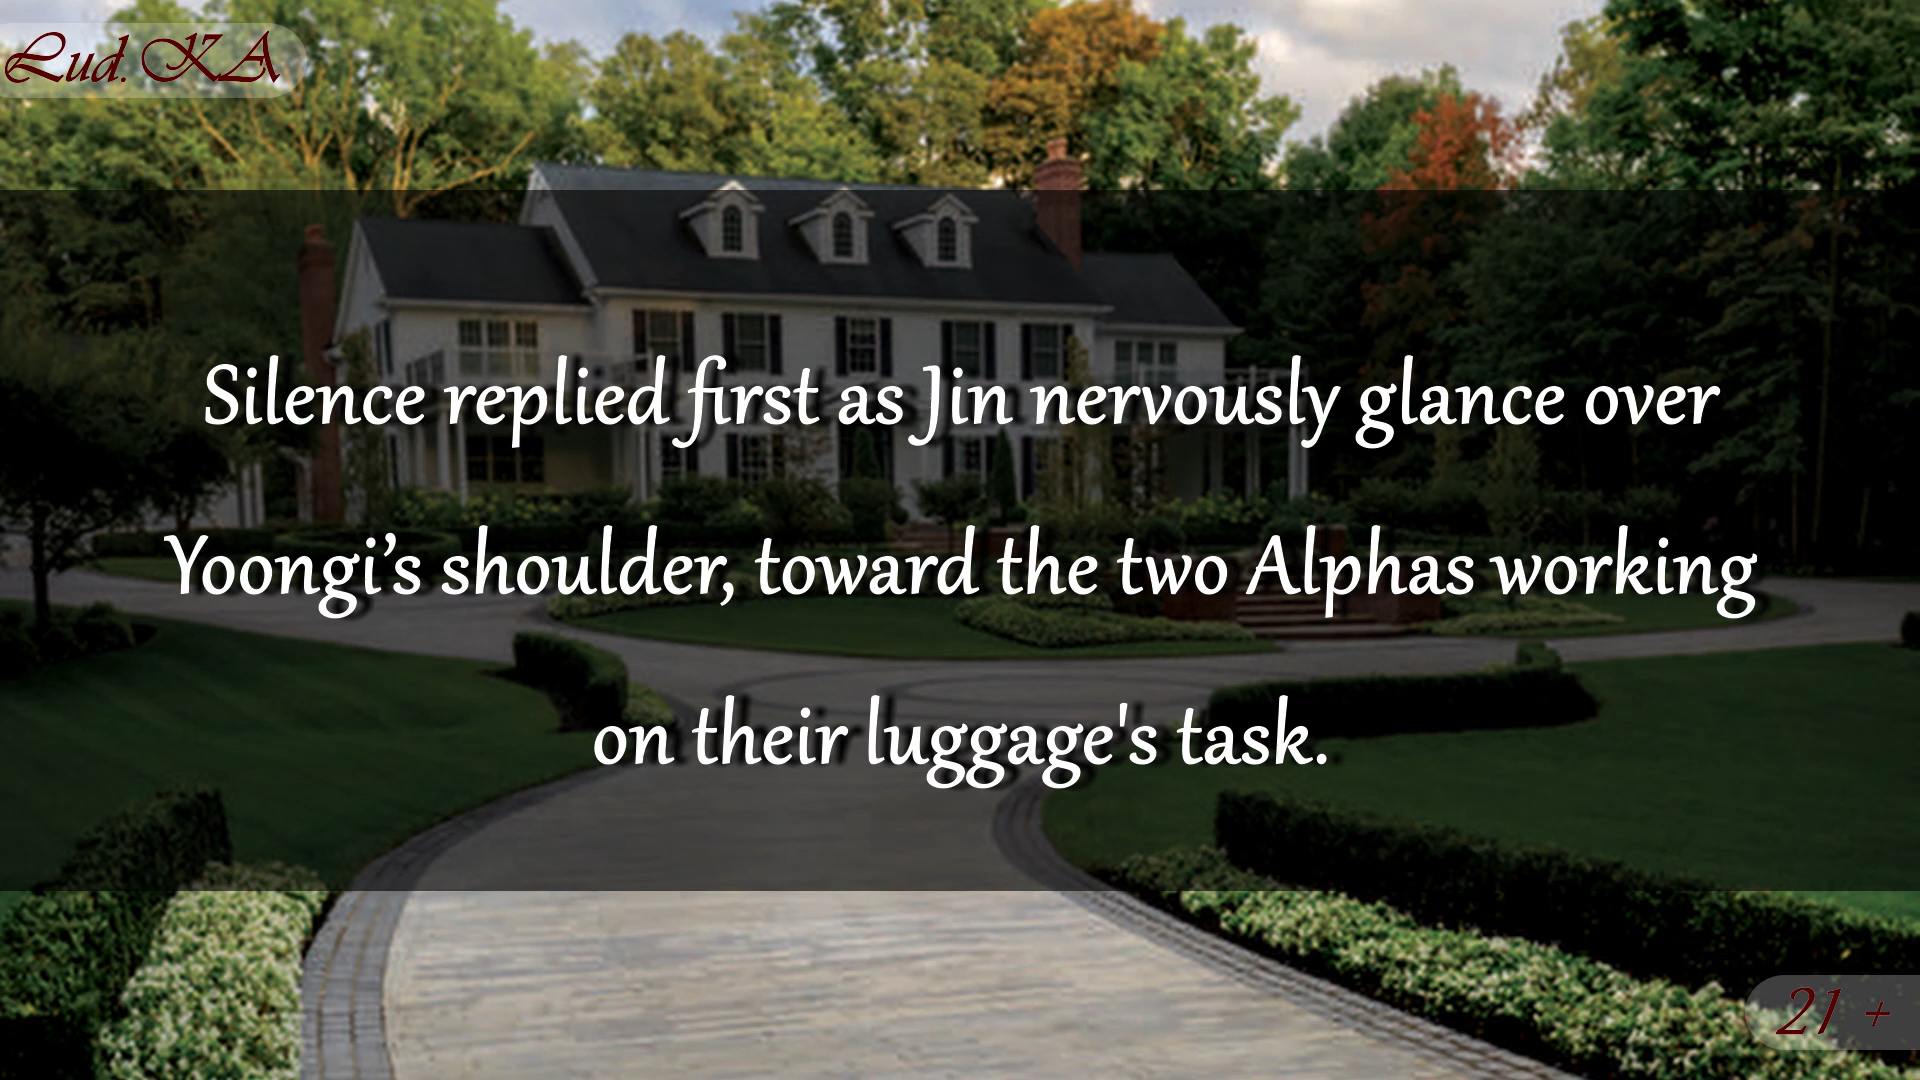 Lud. KA
Silence replied first as Jin nervously glance over
Yoongi’s shoulder, toward the two Alphas working
on their luggage's task.
21 +